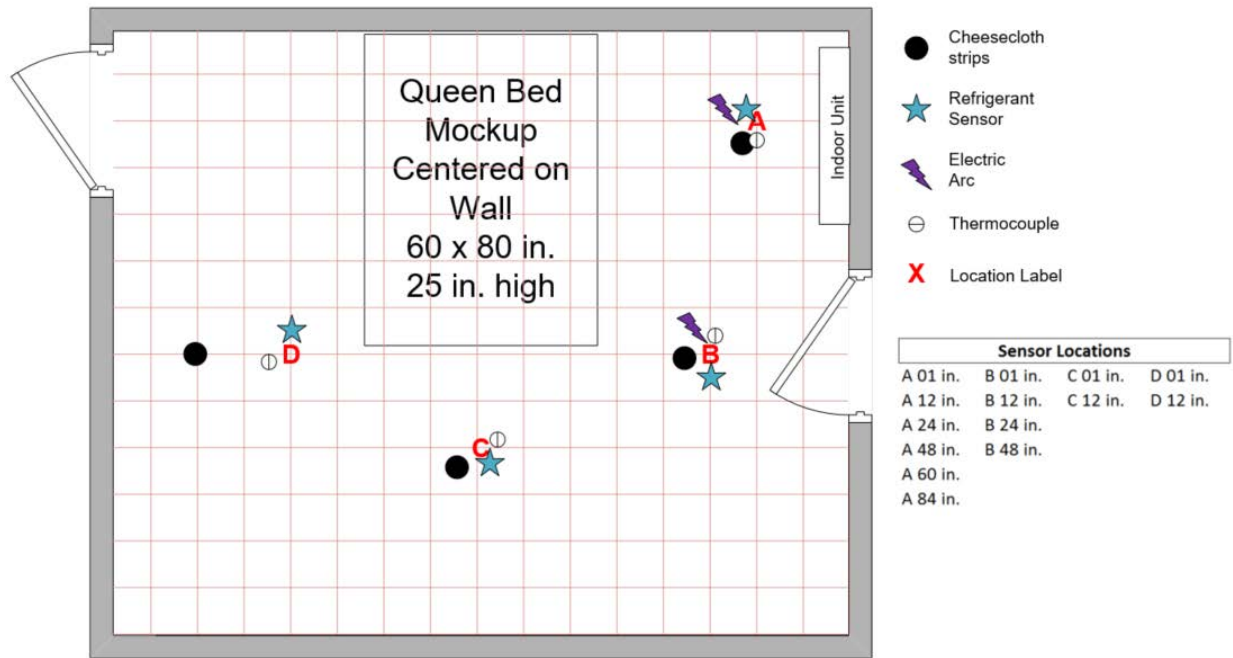 Queen Bed
Mockup
Centered on
Wall
60 x 80 in.
25 in. high
A
Indoor Unit
B
C
D
Cheesecloth
strips
Refrigerant
Sensor
Electric
Arc
Thermocouple
X Location Label
Sensor Locations
A 01 in. B 01 in. C 01 in. D 01 in.
A 12 in. B 12 in. C 12 in. D 12 in.
A 24 in. B 24 in.
A 48 in. B 48 in.
A 60 in.
A 84 in.